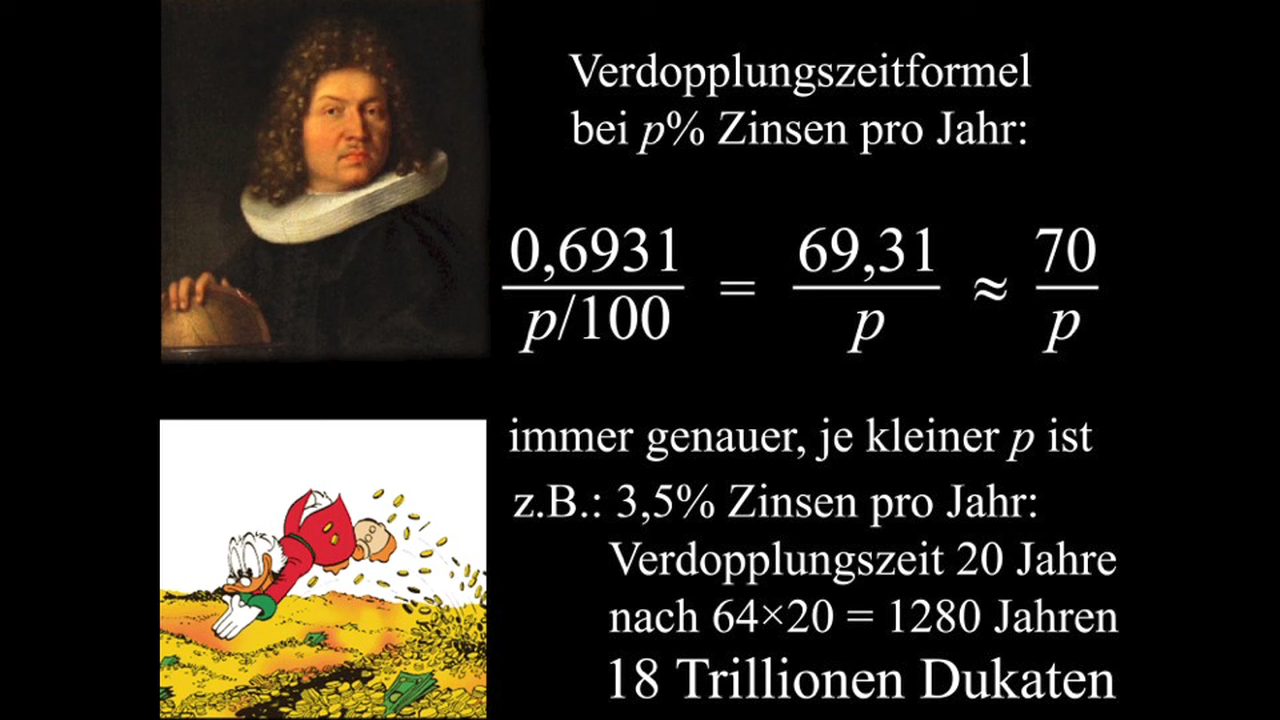 Verdopplungszeitformel
bei p% Zinsen pro Jahr:
0,6931 / p/100 = 69,31 / p ≈ 70 / p
immer genauer, je kleiner p ist
z.B.: 3,5% Zinsen pro Jahr:
Verdopplungszeit 20 Jahre
nach 64×20 = 1280 Jahren
18 Trillionen Dukaten